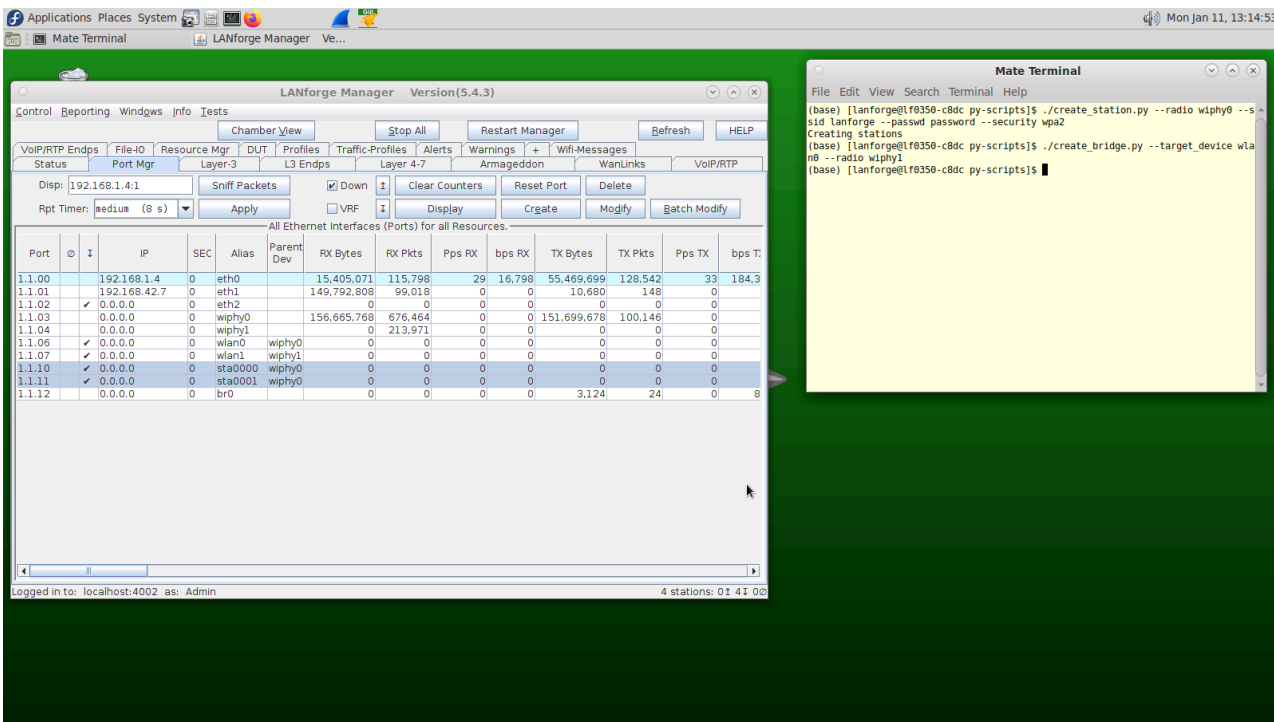 Applications Places System GUI Mon Jan 11, 13:14:53
Mate Terminal LANforge Manager Ve...
LANforge Manager Version(5.4.3)
Control Reporting Windows Info Tests
Chamber View Stop All Restart Manager Refresh HELP
VoIP/RTP Endps File-IO Resource Mgr DUT Profiles Traffic-Profiles Alerts Warnings + Wifi-Messages
Status Port Mgr Layer-3 L3 Endps Layer 4-7 Armageddon WanLinks VoIP/RTP
Disp: 192.168.1.4:1 Sniff Packets ✔ Down ↥ Clear Counters Reset Port Delete
Rpt Timer: medium (8 s) Apply VRF ↧ Display Create Modify Batch Modify
All Ethernet Interfaces (Ports) for all Resources.
Port ∅ ↧ IP SEC Alias Parent Dev RX Bytes RX Pkts Pps RX bps RX TX Bytes TX Pkts Pps TX bps T
1.1.00 192.168.1.4 0 eth0 15,405,071 115,798 29 16,798 55,469,699 128,542 33 184,3
1.1.01 192.168.42.7 0 eth1 149,792,808 99,018 0 0 10,680 148 0
1.1.02 ✔ 0.0.0.0 0 eth2 0 0 0 0 0 0 0
1.1.03 0.0.0.0 0 wiphy0 156,665,768 676,464 0 0 151,699,678 100,146 0
1.1.04 0.0.0.0 0 wiphy1 0 213,971 0 0 0 0 0
1.1.06 ✔ 0.0.0.0 0 wlan0 wiphy0 0 0 0 0 0 0 0
1.1.07 ✔ 0.0.0.0 0 wlan1 wiphy1 0 0 0 0 0 0 0
1.1.10 ✔ 0.0.0.0 0 sta0000 wiphy0 0 0 0 0 0 0 0
1.1.11 ✔ 0.0.0.0 0 sta0001 wiphy0 0 0 0 0 0 0 0
1.1.12 0.0.0.0 0 br0 0 0 0 0 3,124 24 0 8
Logged in to: localhost:4002 as: Admin 4 stations: 0↥ 4↧ 0∅
Mate Terminal
File Edit View Search Terminal Help
(base) [lanforge@lf0350-c8dc py-scripts]$ ./create_station.py --radio wiphy0 --s
sid lanforge --passwd password --security wpa2
Creating stations
(base) [lanforge@lf0350-c8dc py-scripts]$ ./create_bridge.py --target_device wla
n0 --radio wiphy1
(base) [lanforge@lf0350-c8dc py-scripts]$